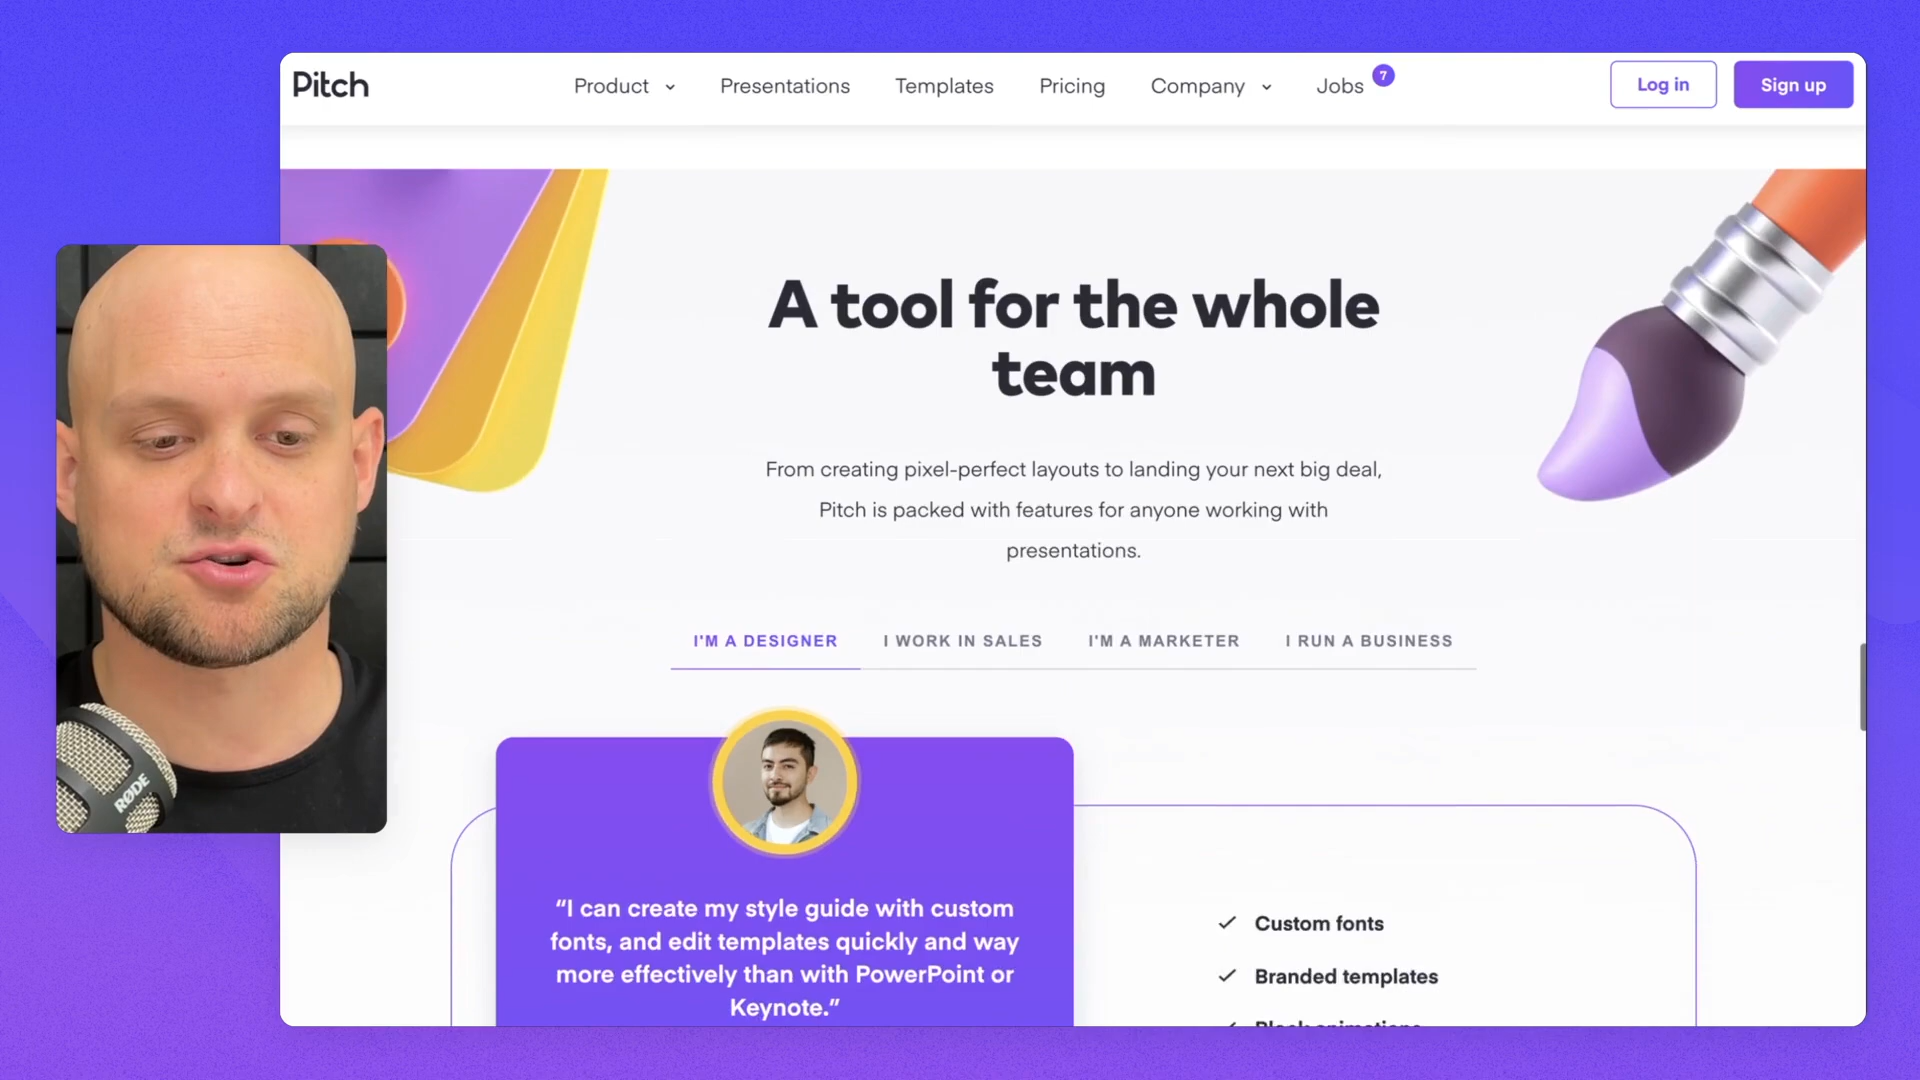 Pitch
Product
Presentations
Templates
Pricing
Company
Jobs
7
Log in
Sign up
A tool for the whole
team
From creating pixel-perfect layouts to landing your next big deal,
Pitch is packed with features for anyone working with
presentations.
I'M A DESIGNER
I WORK IN SALES
I'M A MARKETER
I RUN A BUSINESS
“I can create my style guide with custom
fonts, and edit templates quickly and way
more effectively than with PowerPoint or
Keynote.”
Custom fonts
Branded templates
Block animations
RØDE